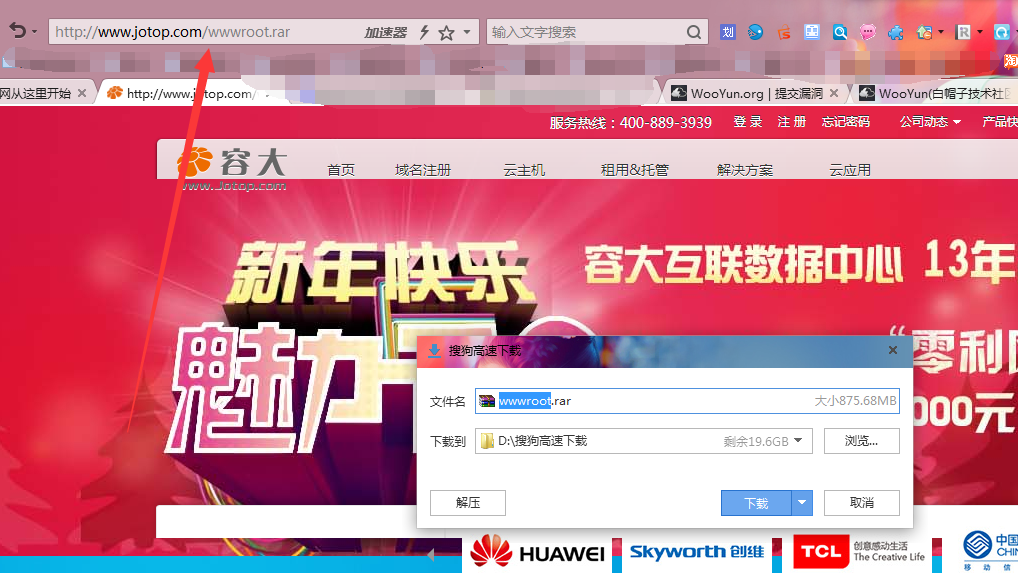 http://www.jotop.com/wwwroot.rar 加速器 输入文字搜索
网从这里开始 http://www.jotop.com/ WooYun.org | 提交漏洞 WooYun(白帽子技术社区
服务热线：400-889-3939 登 录 注 册 忘记密码 公司动态 产品快
容大
www.Jotop.com
首页 域名注册 云主机 租用&托管 解决方案 云应用
新年快乐
容大互联数据中心 13年
魅力
“零利
000元
搜狗高速下载
文件名 wwwroot.rar 大小875.68MB
下载到 D:\搜狗高速下载 剩余19.6GB 浏览...
解压 下载 取消
HUAWEI Skyworth 创维 TCL 创意感动生活
The Creative Life
中国
CHIN
移 动 信